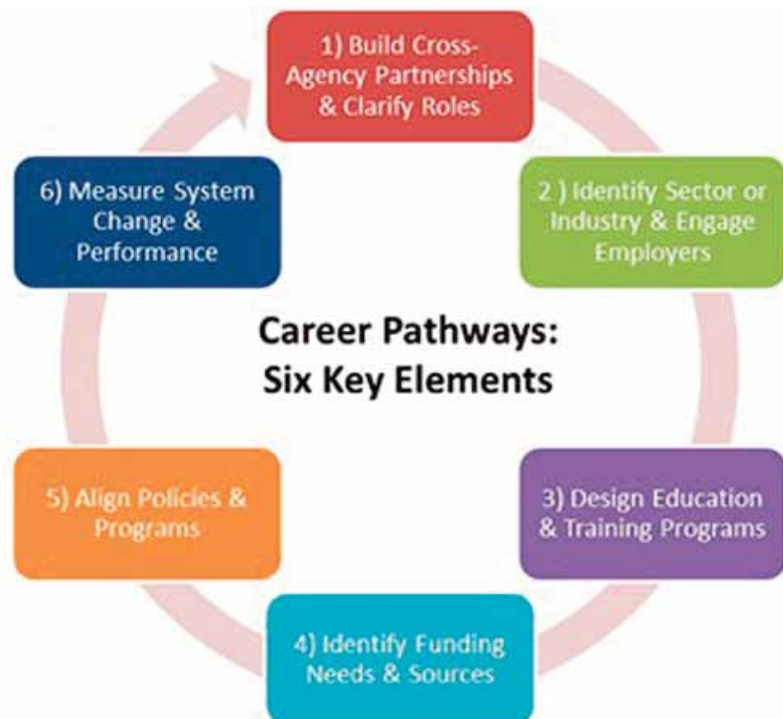 1) Build Cross-
Agency Partnerships
& Clarify Roles
2 ) Identify Sector or
Industry & Engage
Employers
3) Design Education
& Training Programs
4) Identify Funding
Needs & Sources
5) Align Policies &
Programs
6) Measure System
Change &
Performance
Career Pathways:
Six Key Elements